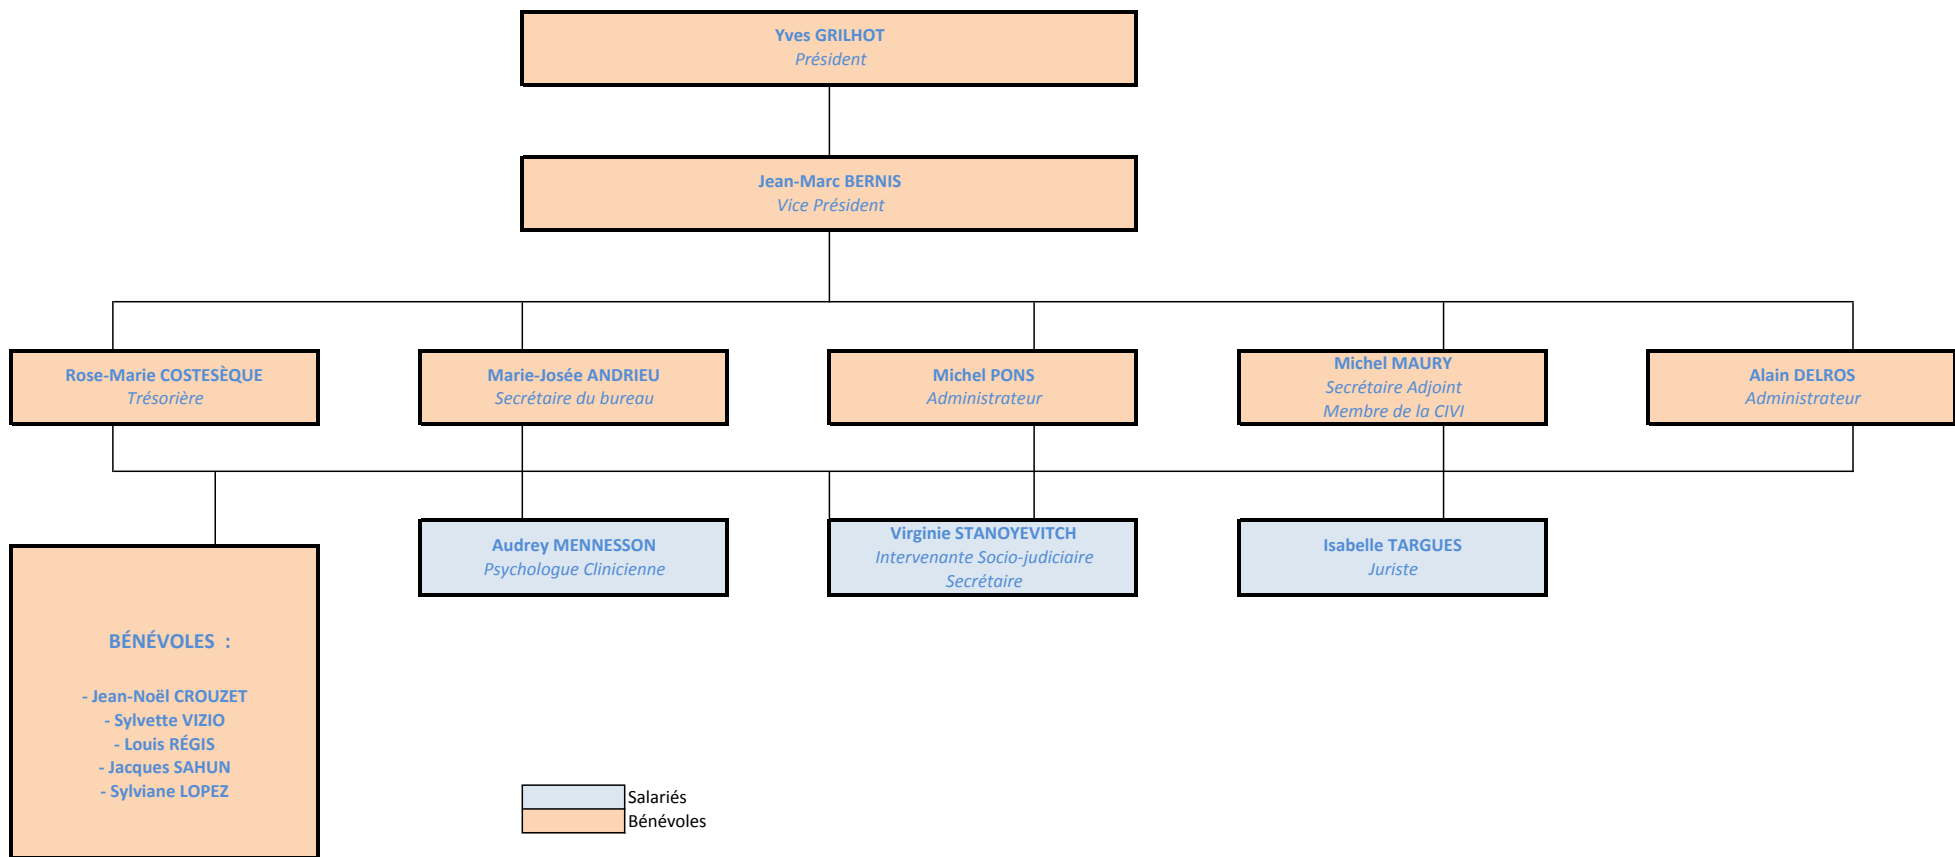 Yves GRILHOT
Président
Jean-Marc BERNIS
Vice Président
Rose-Marie COSTESÈQUE
Trésorière
Marie-Josée ANDRIEU
Secrétaire du bureau
Michel PONS
Administrateur
Michel MAURY
Secrétaire Adjoint
Membre de la CIVI
Alain DELROS
Administrateur
Audrey MENNESSON
Psychologue Clinicienne
Virginie STANOYEVITCH
Intervenante Socio-judiciaire
Secrétaire
Isabelle TARGUES
Juriste
BÉNÉVOLES :
- Jean-Noël CROUZET
- Sylvette VIZIO
- Louis RÉGIS
- Jacques SAHUN
- Sylviane LOPEZ
Salariés
Bénévoles